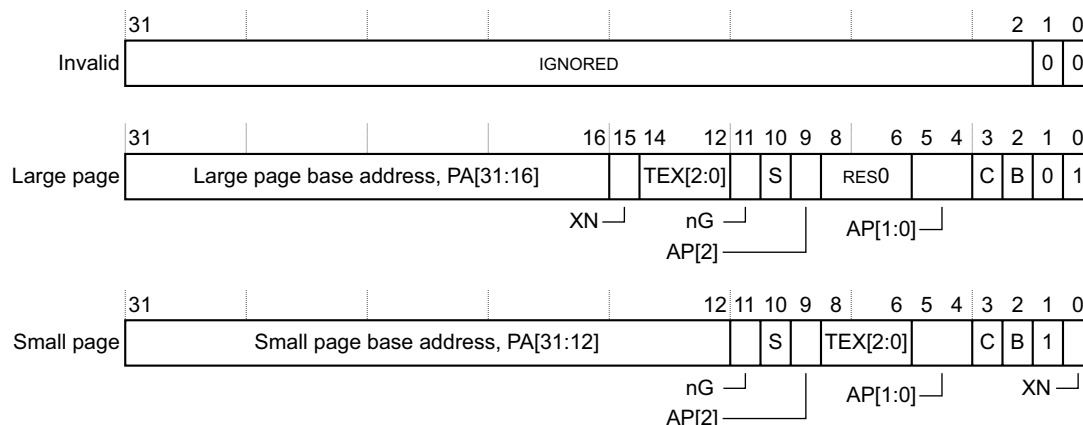 31 2 1 0
Invalid IGNORED 0 0
31 16 15 14 12 11 10 9 8 6 5 4 3 2 1 0
Large page Large page base address, PA[31:16] TEX[2:0] S RES0 C B 0 1
XN nG AP[1:0]
AP[2]
31 12 11 10 9 8 6 5 4 3 2 1 0
Small page Small page base address, PA[31:12] S TEX[2:0] C B 1
nG AP[1:0] XN
AP[2]